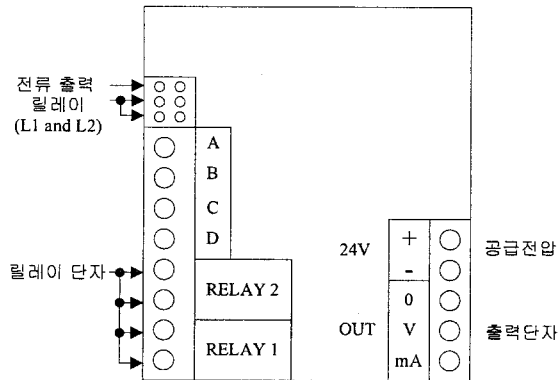 전류 출력
릴레이
(L1 and L2)
A
B
C
D
릴레이 단자
RELAY 2
RELAY 1
24V
+
-
공급전압
OUT
0
V
mA
출력단자